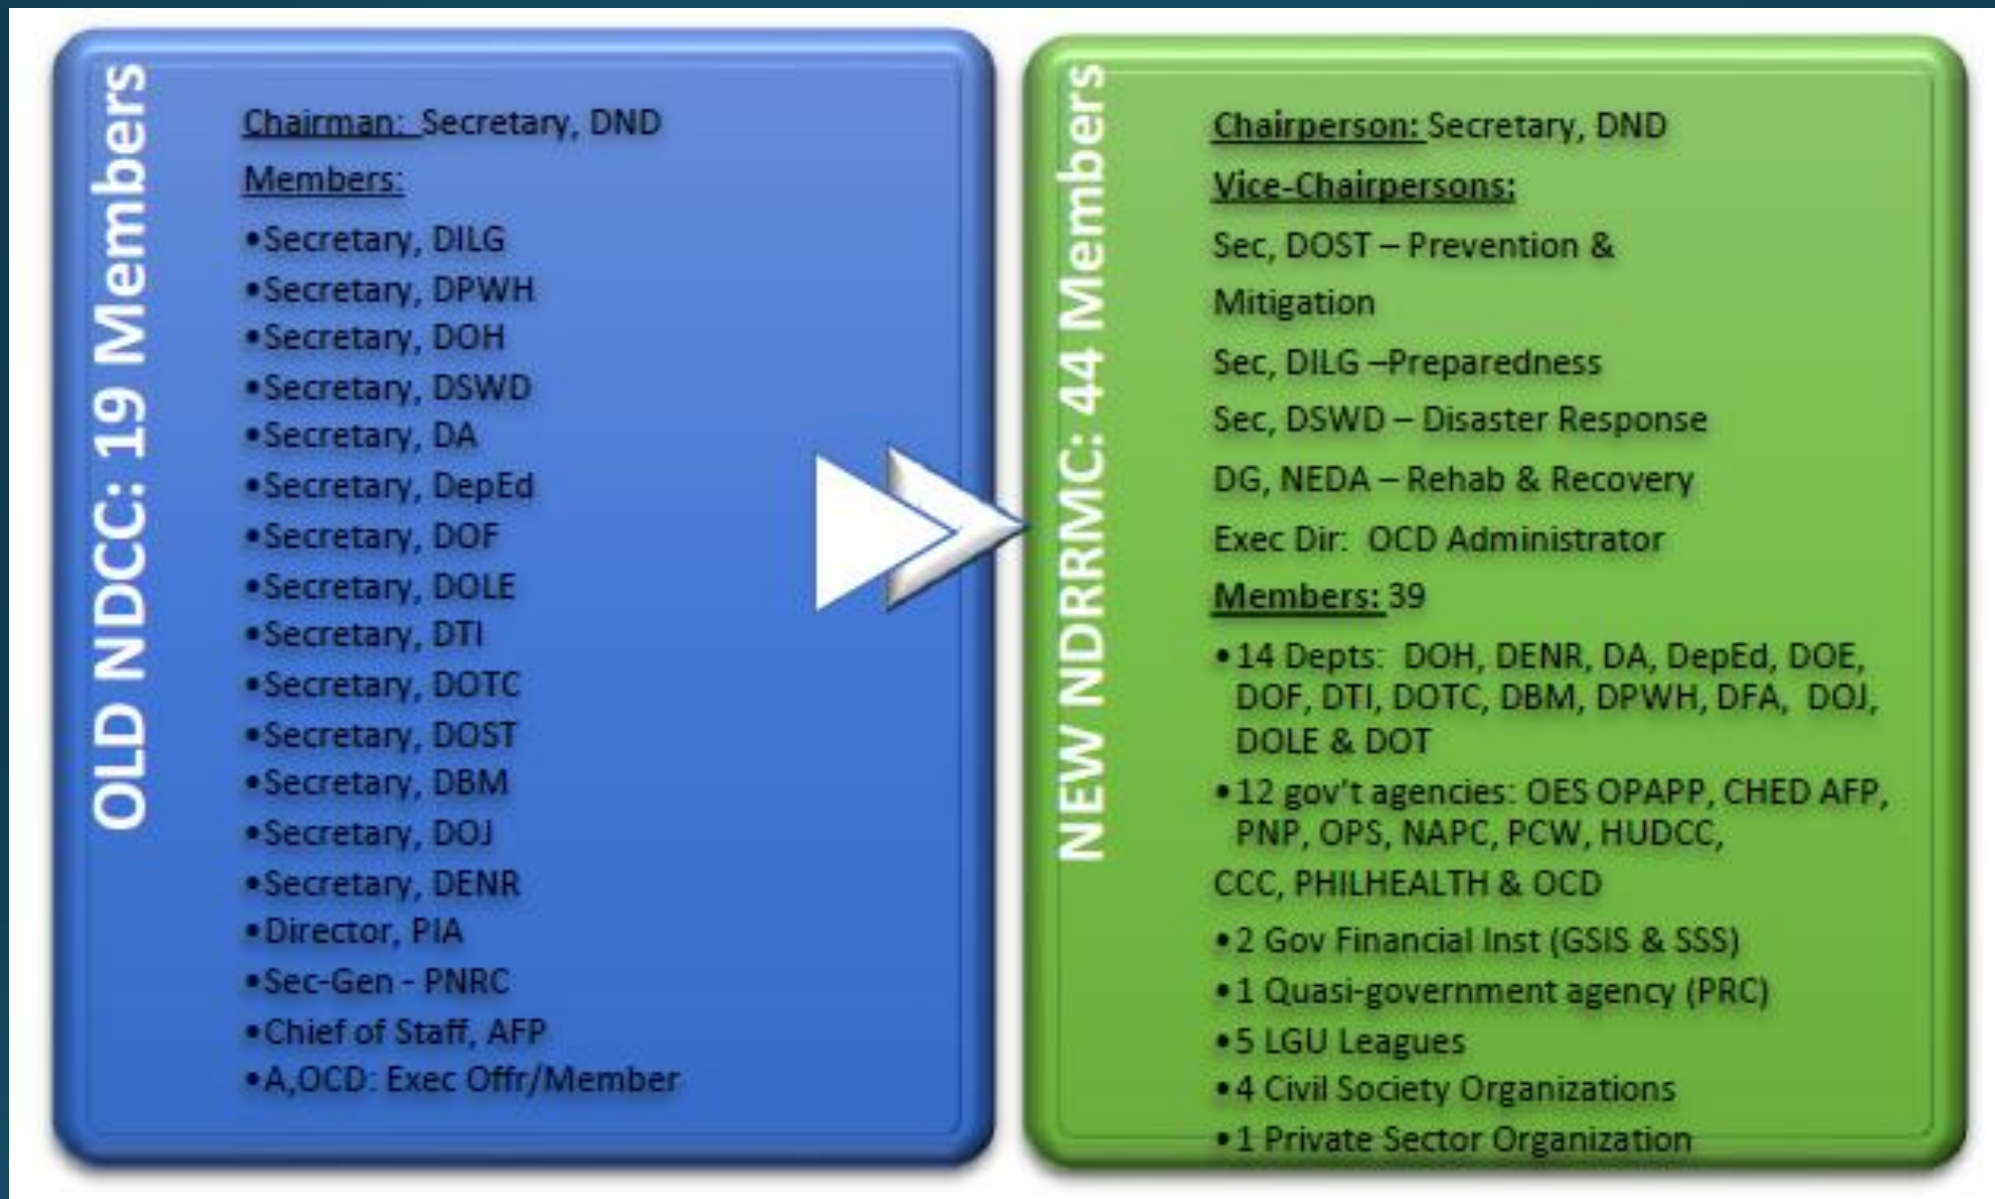 OLD NDCC: 19 Members
Chairman: Secretary, DND
Members:
•Secretary, DILG
•Secretary, DPWH
•Secretary, DOH
•Secretary, DSWD
•Secretary, DA
•Secretary, DepEd
•Secretary, DOF
•Secretary, DOLE
•Secretary, DTI
•Secretary, DOTC
•Secretary, DOST
•Secretary, DBM
•Secretary, DOJ
•Secretary, DENR
•Director, PIA
•Sec-Gen - PNRC
•Chief of Staff, AFP
•A,OCD: Exec Offr/Member
NEW NDRRMC: 44 Members
Chairperson: Secretary, DND
Vice-Chairpersons:
Sec, DOST – Prevention &
Mitigation
Sec, DILG –Preparedness
Sec, DSWD – Disaster Response
DG, NEDA – Rehab & Recovery
Exec Dir: OCD Administrator
Members: 39
•14 Depts: DOH, DENR, DA, DepEd, DOE,
DOF, DTI, DOTC, DBM, DPWH, DFA, DOJ,
DOLE & DOT
•12 gov't agencies: OES OPAPP, CHED AFP,
PNP, OPS, NAPC, PCW, HUDCC,
CCC, PHILHEALTH & OCD
•2 Gov Financial Inst (GSIS & SSS)
•1 Quasi-government agency (PRC)
•5 LGU Leagues
•4 Civil Society Organizations
•1 Private Sector Organization